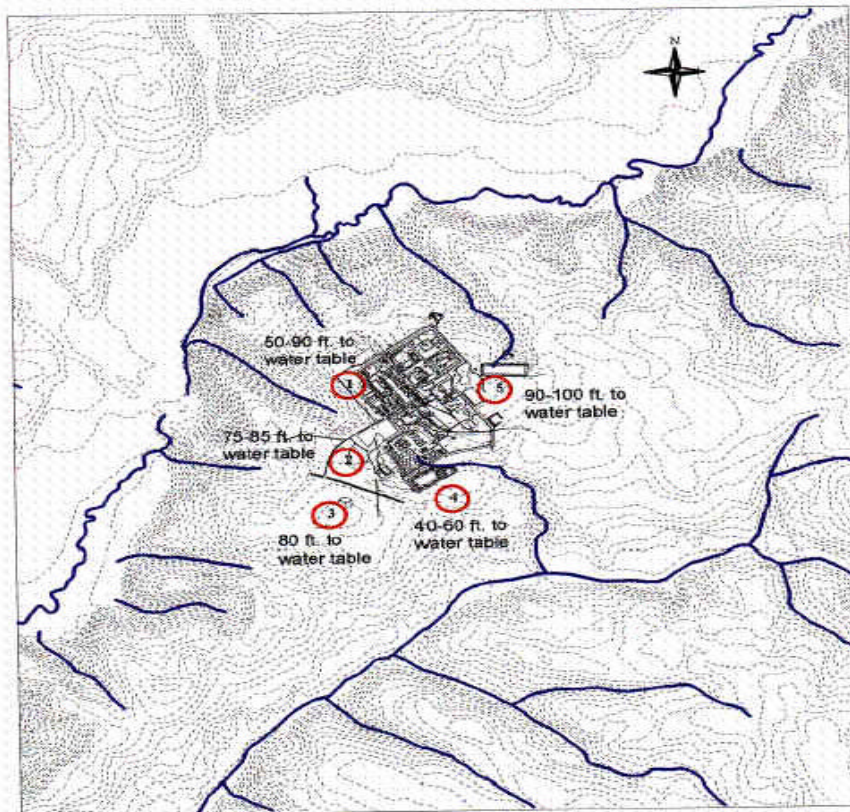 N
50-90 ft. to
water table
1
5
90-100 ft. to
water table
75-85 ft. to
water table
2
3
4
80 ft. to
water table
40-60 ft. to
water table